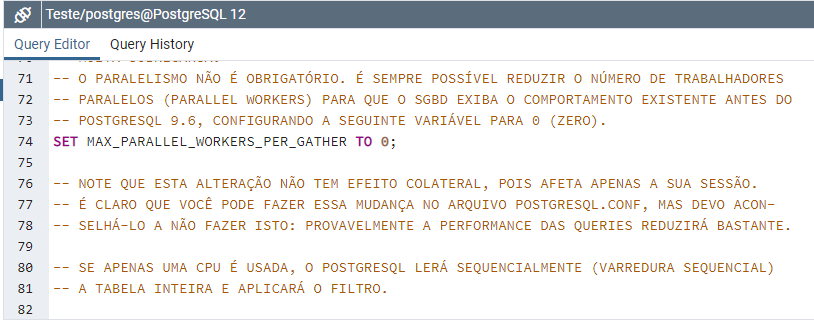 Teste/postgres@PostgreSQL 12
Query Editor Query History
71 -- O PARALELISMO NÃO É OBRIGATÓRIO. É SEMPRE POSSÍVEL REDUZIR O NÚMERO DE TRABALHADORES
72 -- PARALELOS (PARALLEL WORKERS) PARA QUE O SGBD EXIBA O COMPORTAMENTO EXISTENTE ANTES DO
73 -- POSTGRESQL 9.6, CONFIGURANDO A SEGUINTE VARIÁVEL PARA 0 (ZERO).
74 SET MAX_PARALLEL_WORKERS_PER_GATHER TO 0;
75
76 -- NOTE QUE ESTA ALTERAÇÃO NÃO TEM EFEITO COLATERAL, POIS AFETA APENAS A SUA SESSÃO.
77 -- É CLARO QUE VOCÊ PODE FAZER ESSA MUDANÇA NO ARQUIVO POSTGRESQL.CONF, MAS DEVO ACON-
78 -- SELHÁ-LO A NÃO FAZER ISTO: PROVAVELMENTE A PERFORMANCE DAS QUERIES REDUZIRÁ BASTANTE.
79
80 -- SE APENAS UMA CPU É USADA, O POSTGRESQL LERÁ SEQUENCIALMENTE (VARREDURA SEQUENCIAL)
81 -- A TABELA INTEIRA E APLICARÁ O FILTRO.
82